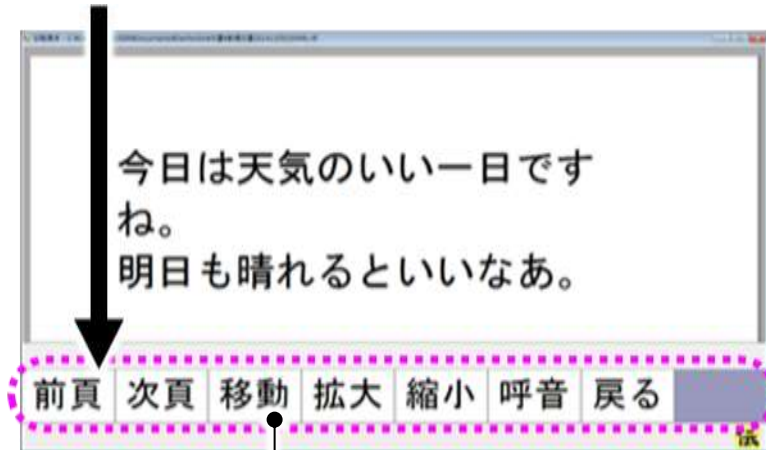 今日は天気のいい一日です
ね。
明日も晴れるといいなあ。
前頁 次頁 移動 拡大 縮小 呼音 戻る